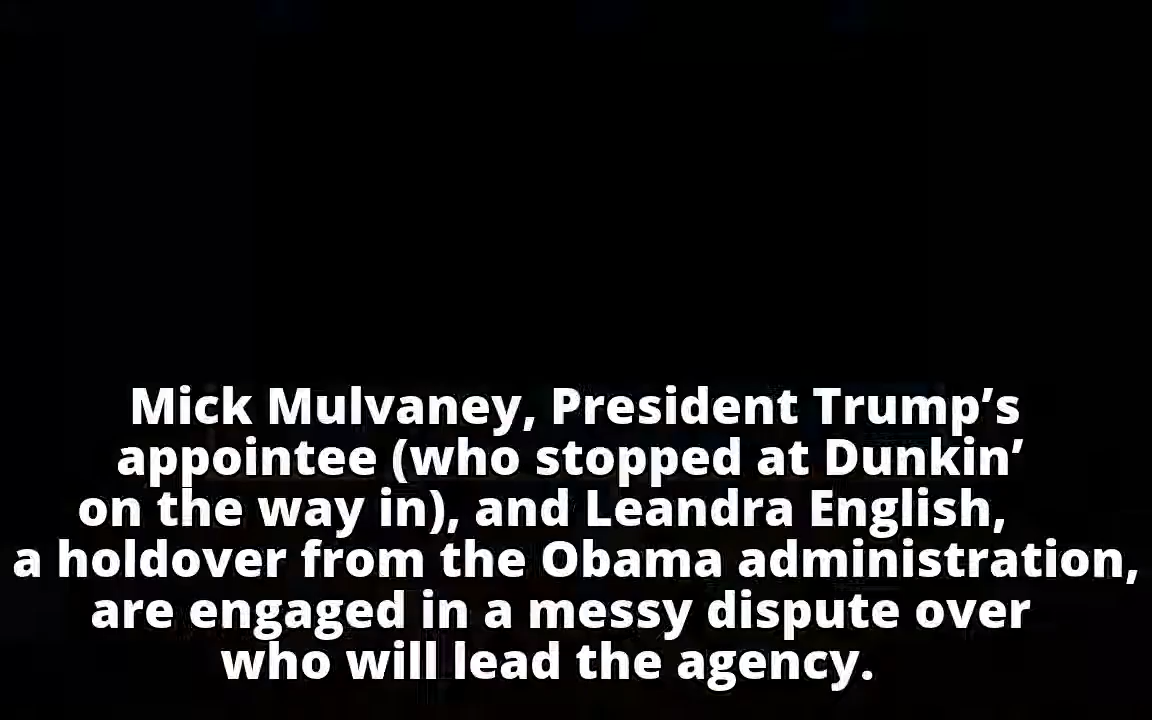 Mick Mulvaney, President Trump’s
appointee (who stopped at Dunkin’
on the way in), and Leandra English,
a holdover from the Obama administration,
are engaged in a messy dispute over
who will lead the agency.